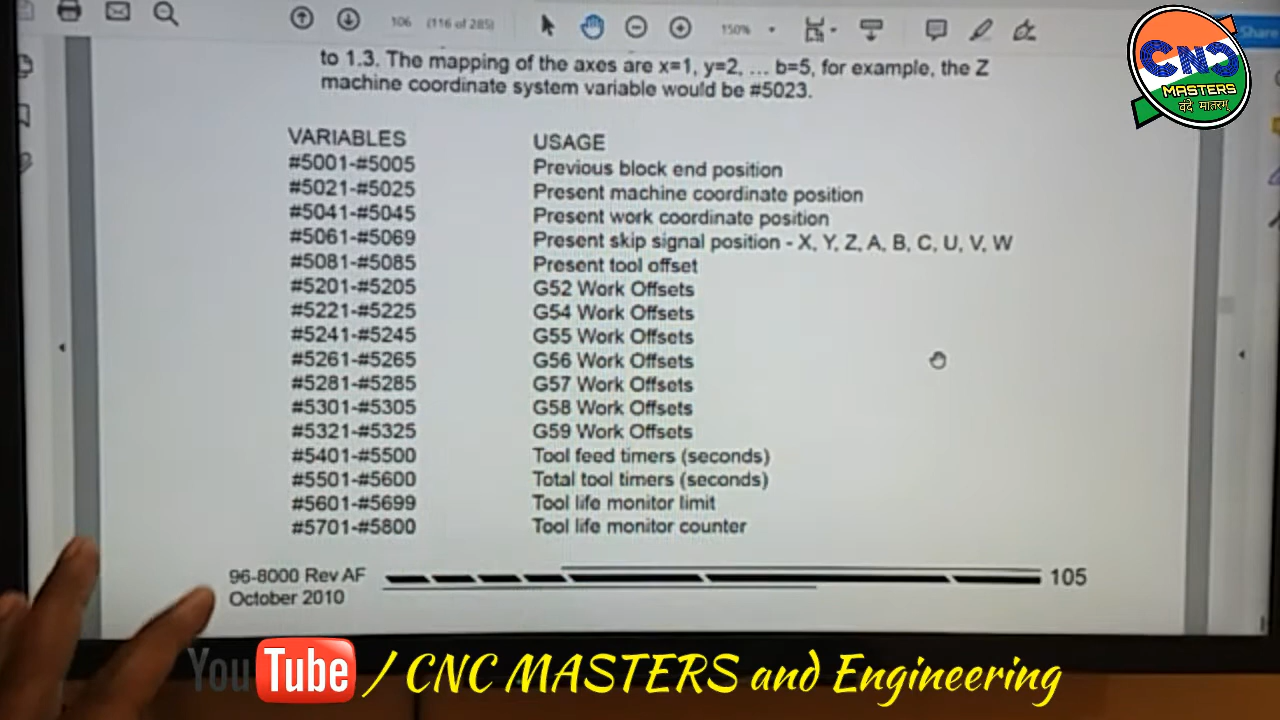 106 (116 of 285)
150%
Share
CNC
MASTERS
वंदे मातरम्
to 1.3. The mapping of the axes are x=1, y=2, ... b=5, for example, the Z
machine coordinate system variable would be #5023.
VARIABLES USAGE
#5001-#5005 Previous block end position
#5021-#5025 Present machine coordinate position
#5041-#5045 Present work coordinate position
#5061-#5069 Present skip signal position - X, Y, Z, A, B, C, U, V, W
#5081-#5085 Present tool offset
#5201-#5205 G52 Work Offsets
#5221-#5225 G54 Work Offsets
#5241-#5245 G55 Work Offsets
#5261-#5265 G56 Work Offsets
#5281-#5285 G57 Work Offsets
#5301-#5305 G58 Work Offsets
#5321-#5325 G59 Work Offsets
#5401-#5500 Tool feed timers (seconds)
#5501-#5600 Total tool timers (seconds)
#5601-#5699 Tool life monitor limit
#5701-#5800 Tool life monitor counter
96-8000 Rev AF
October 2010
105
YouTube / CNC MASTERS and Engineering